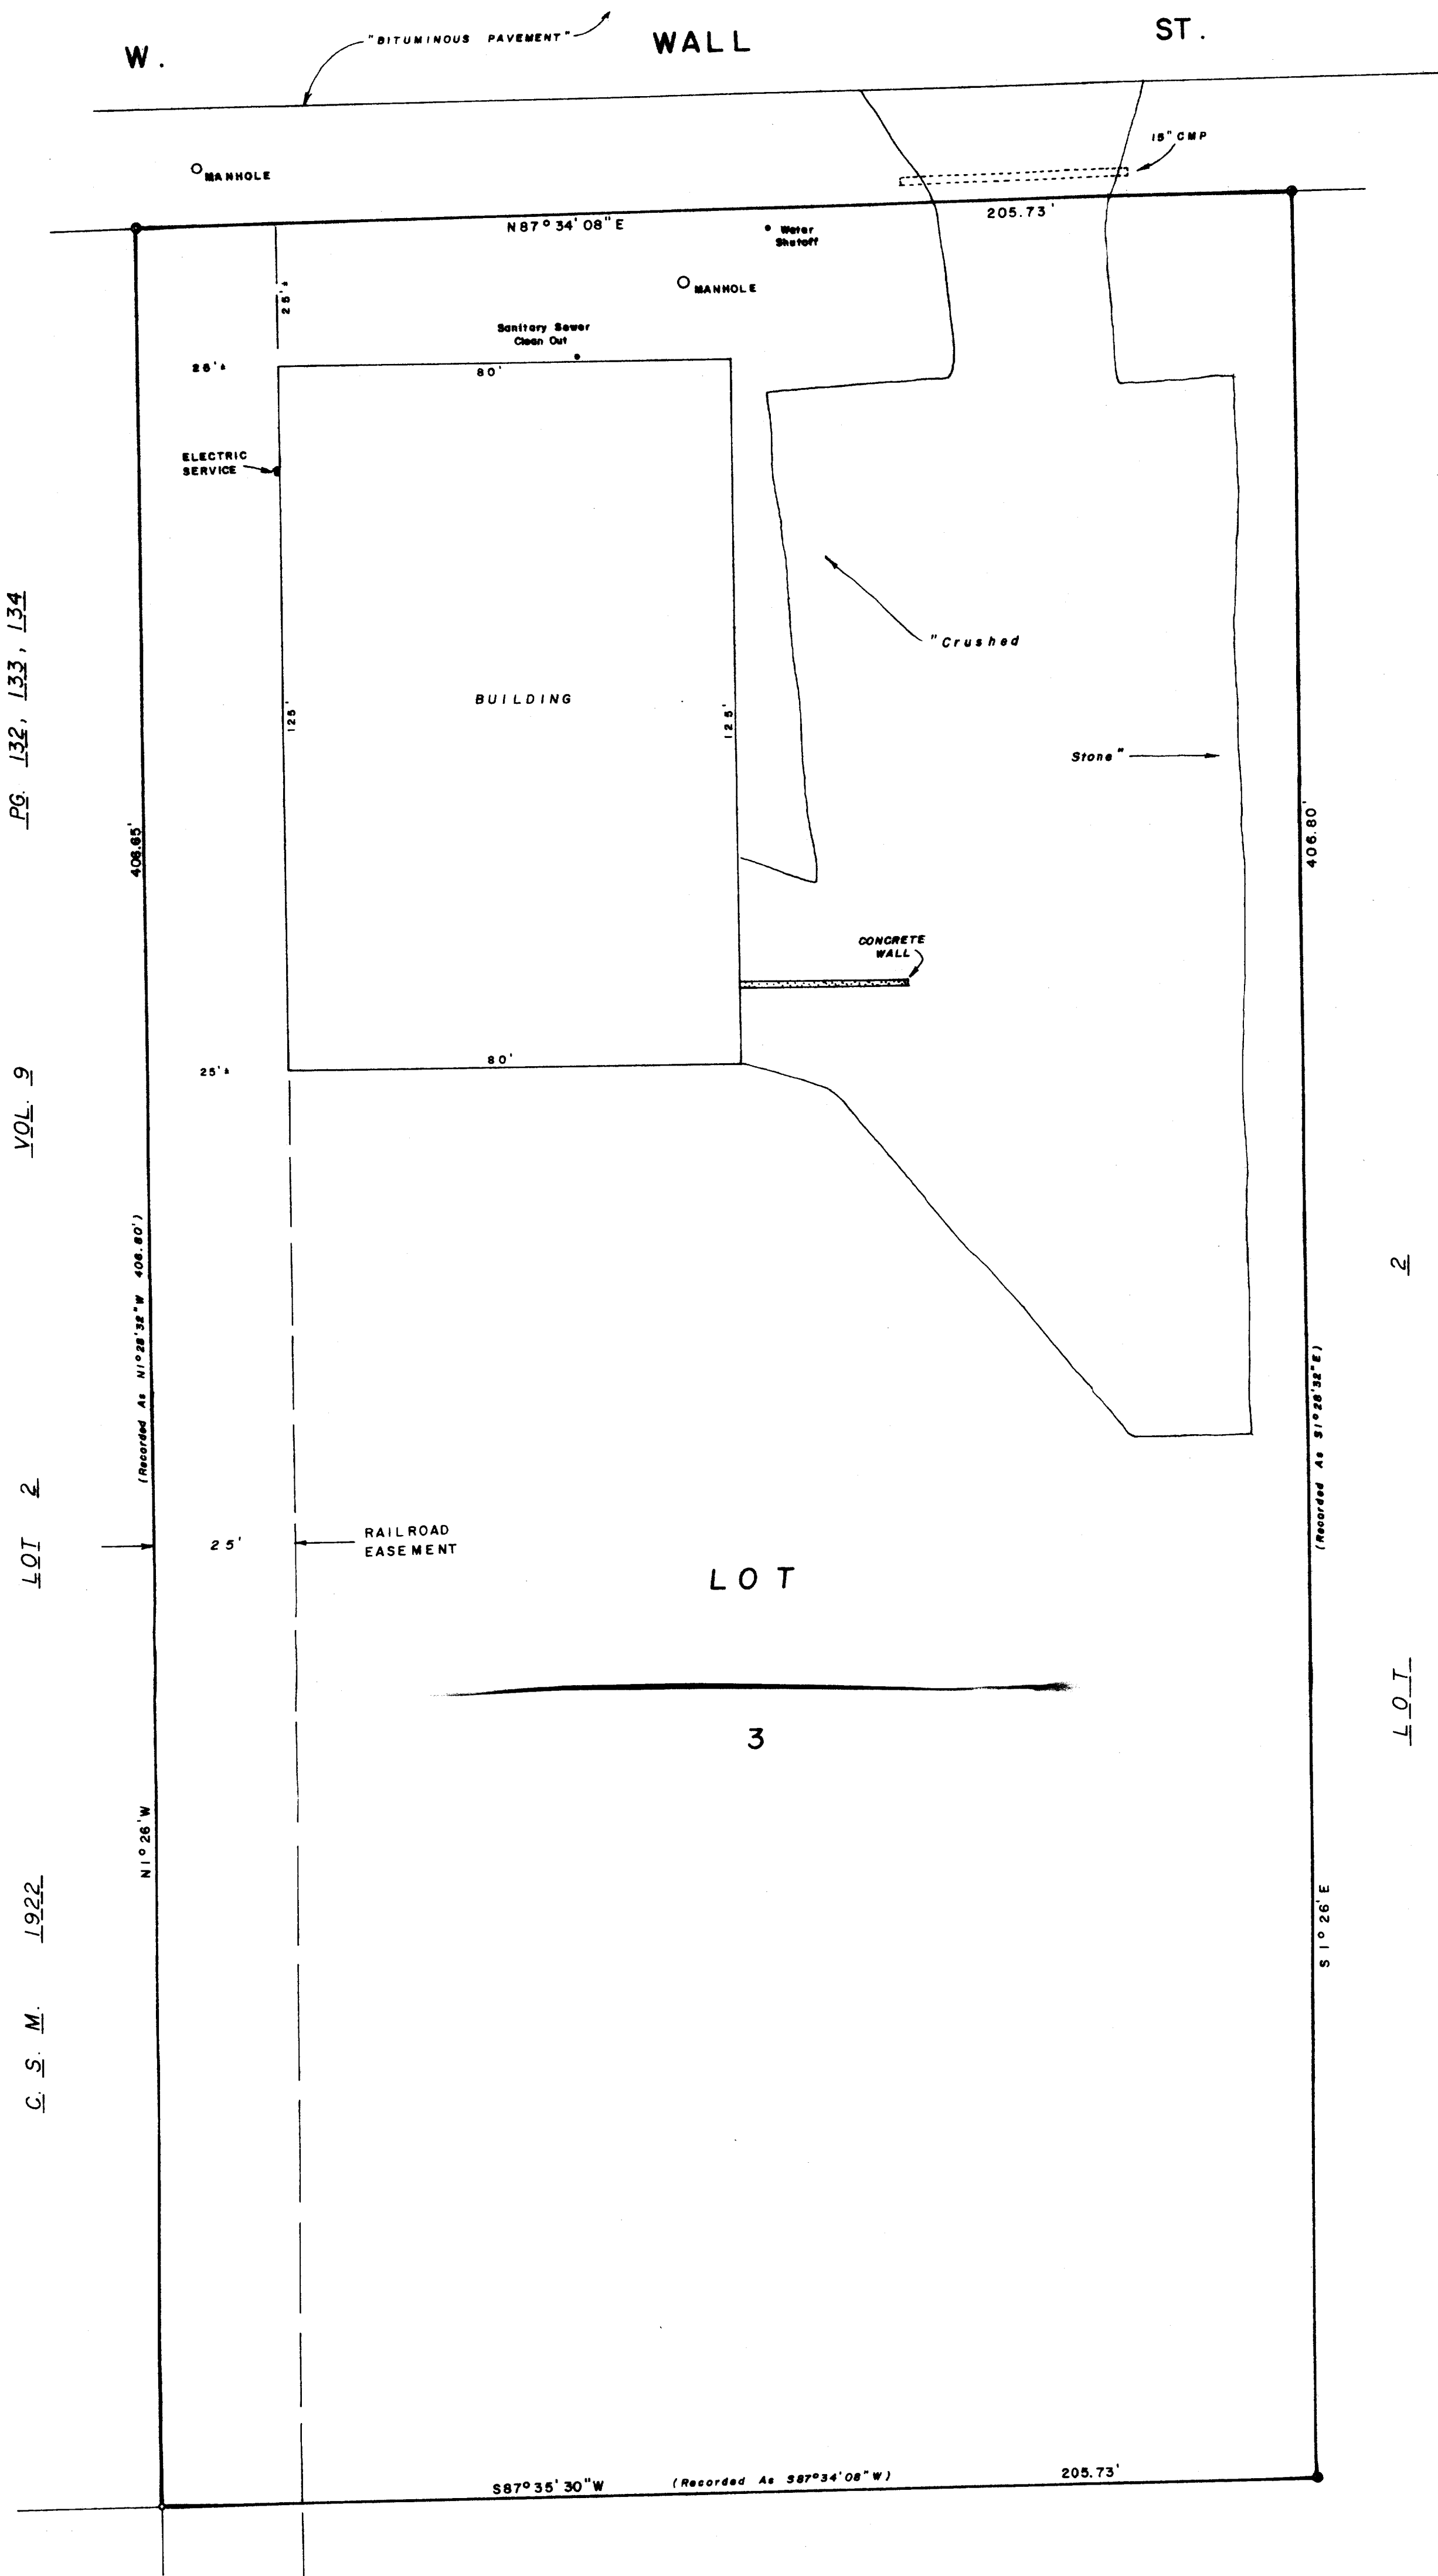 W. WALL ST.
"BITUMINOUS PAVEMENT"
15" CMP
MANHOLE
N87°34'08"E
205.73'
Water
Shutoff
25'±
MANHOLE
Sanitary Sewer
Clean Out
80'
ELECTRIC
SERVICE
"Crushed
BUILDING
125'
125'
Stone"
406.65'
406.80'
CONCRETE
WALL
80'
25'±
(Recorded As N1°28'32"W 406.80')
(Recorded As S1°28'32"E)
25'
RAILROAD
EASEMENT
LOT
3
N1°26'W
S1°26'E
C. S. M. 1922 LOT 2 VOL. 9 PG. 132, 133, 134
LOT 2
S87°35'30"W (Recorded As S87°34'08"W) 205.73'